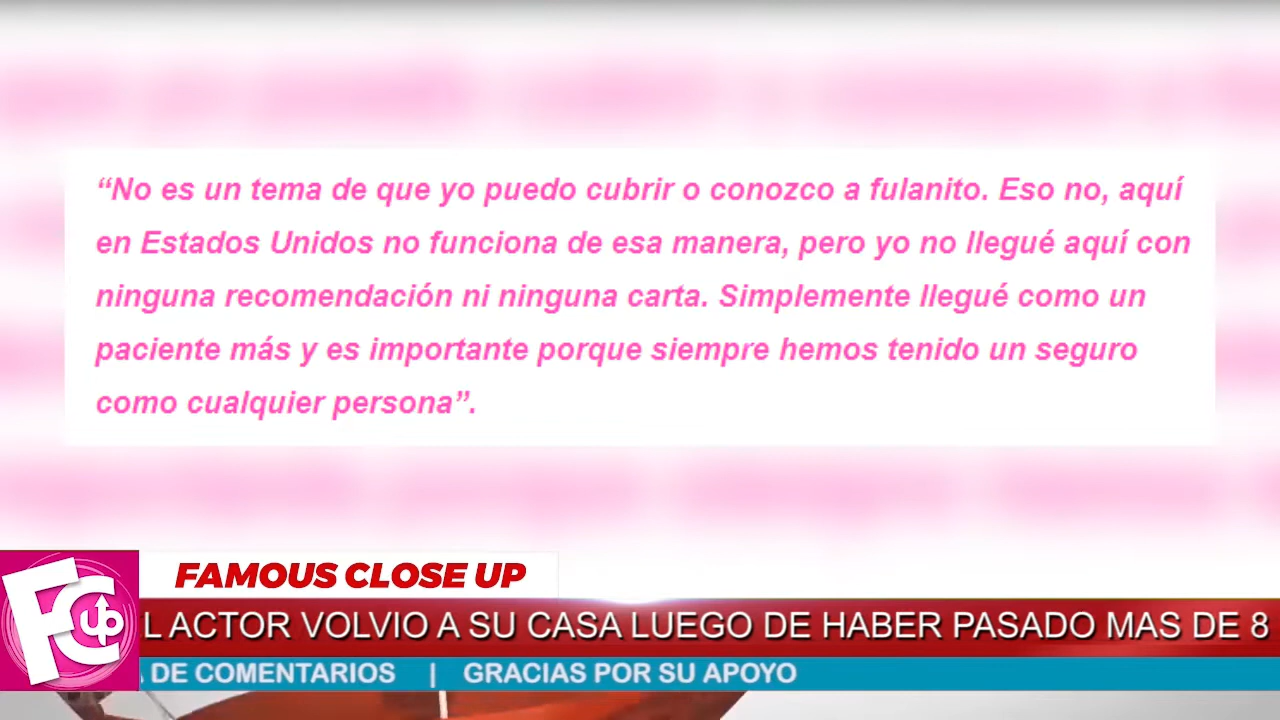 “No es un tema de que yo puedo cubrir o conozco a fulanito. Eso no, aquí
en Estados Unidos no funciona de esa manera, pero yo no llegué aquí con
ninguna recomendación ni ninguna carta. Simplemente llegué como un
paciente más y es importante porque siempre hemos tenido un seguro
como cualquier persona”.
FC up
FAMOUS CLOSE UP
L ACTOR VOLVIO A SU CASA LUEGO DE HABER PASADO MAS DE 8
DE COMENTARIOS | GRACIAS POR SU APOYO